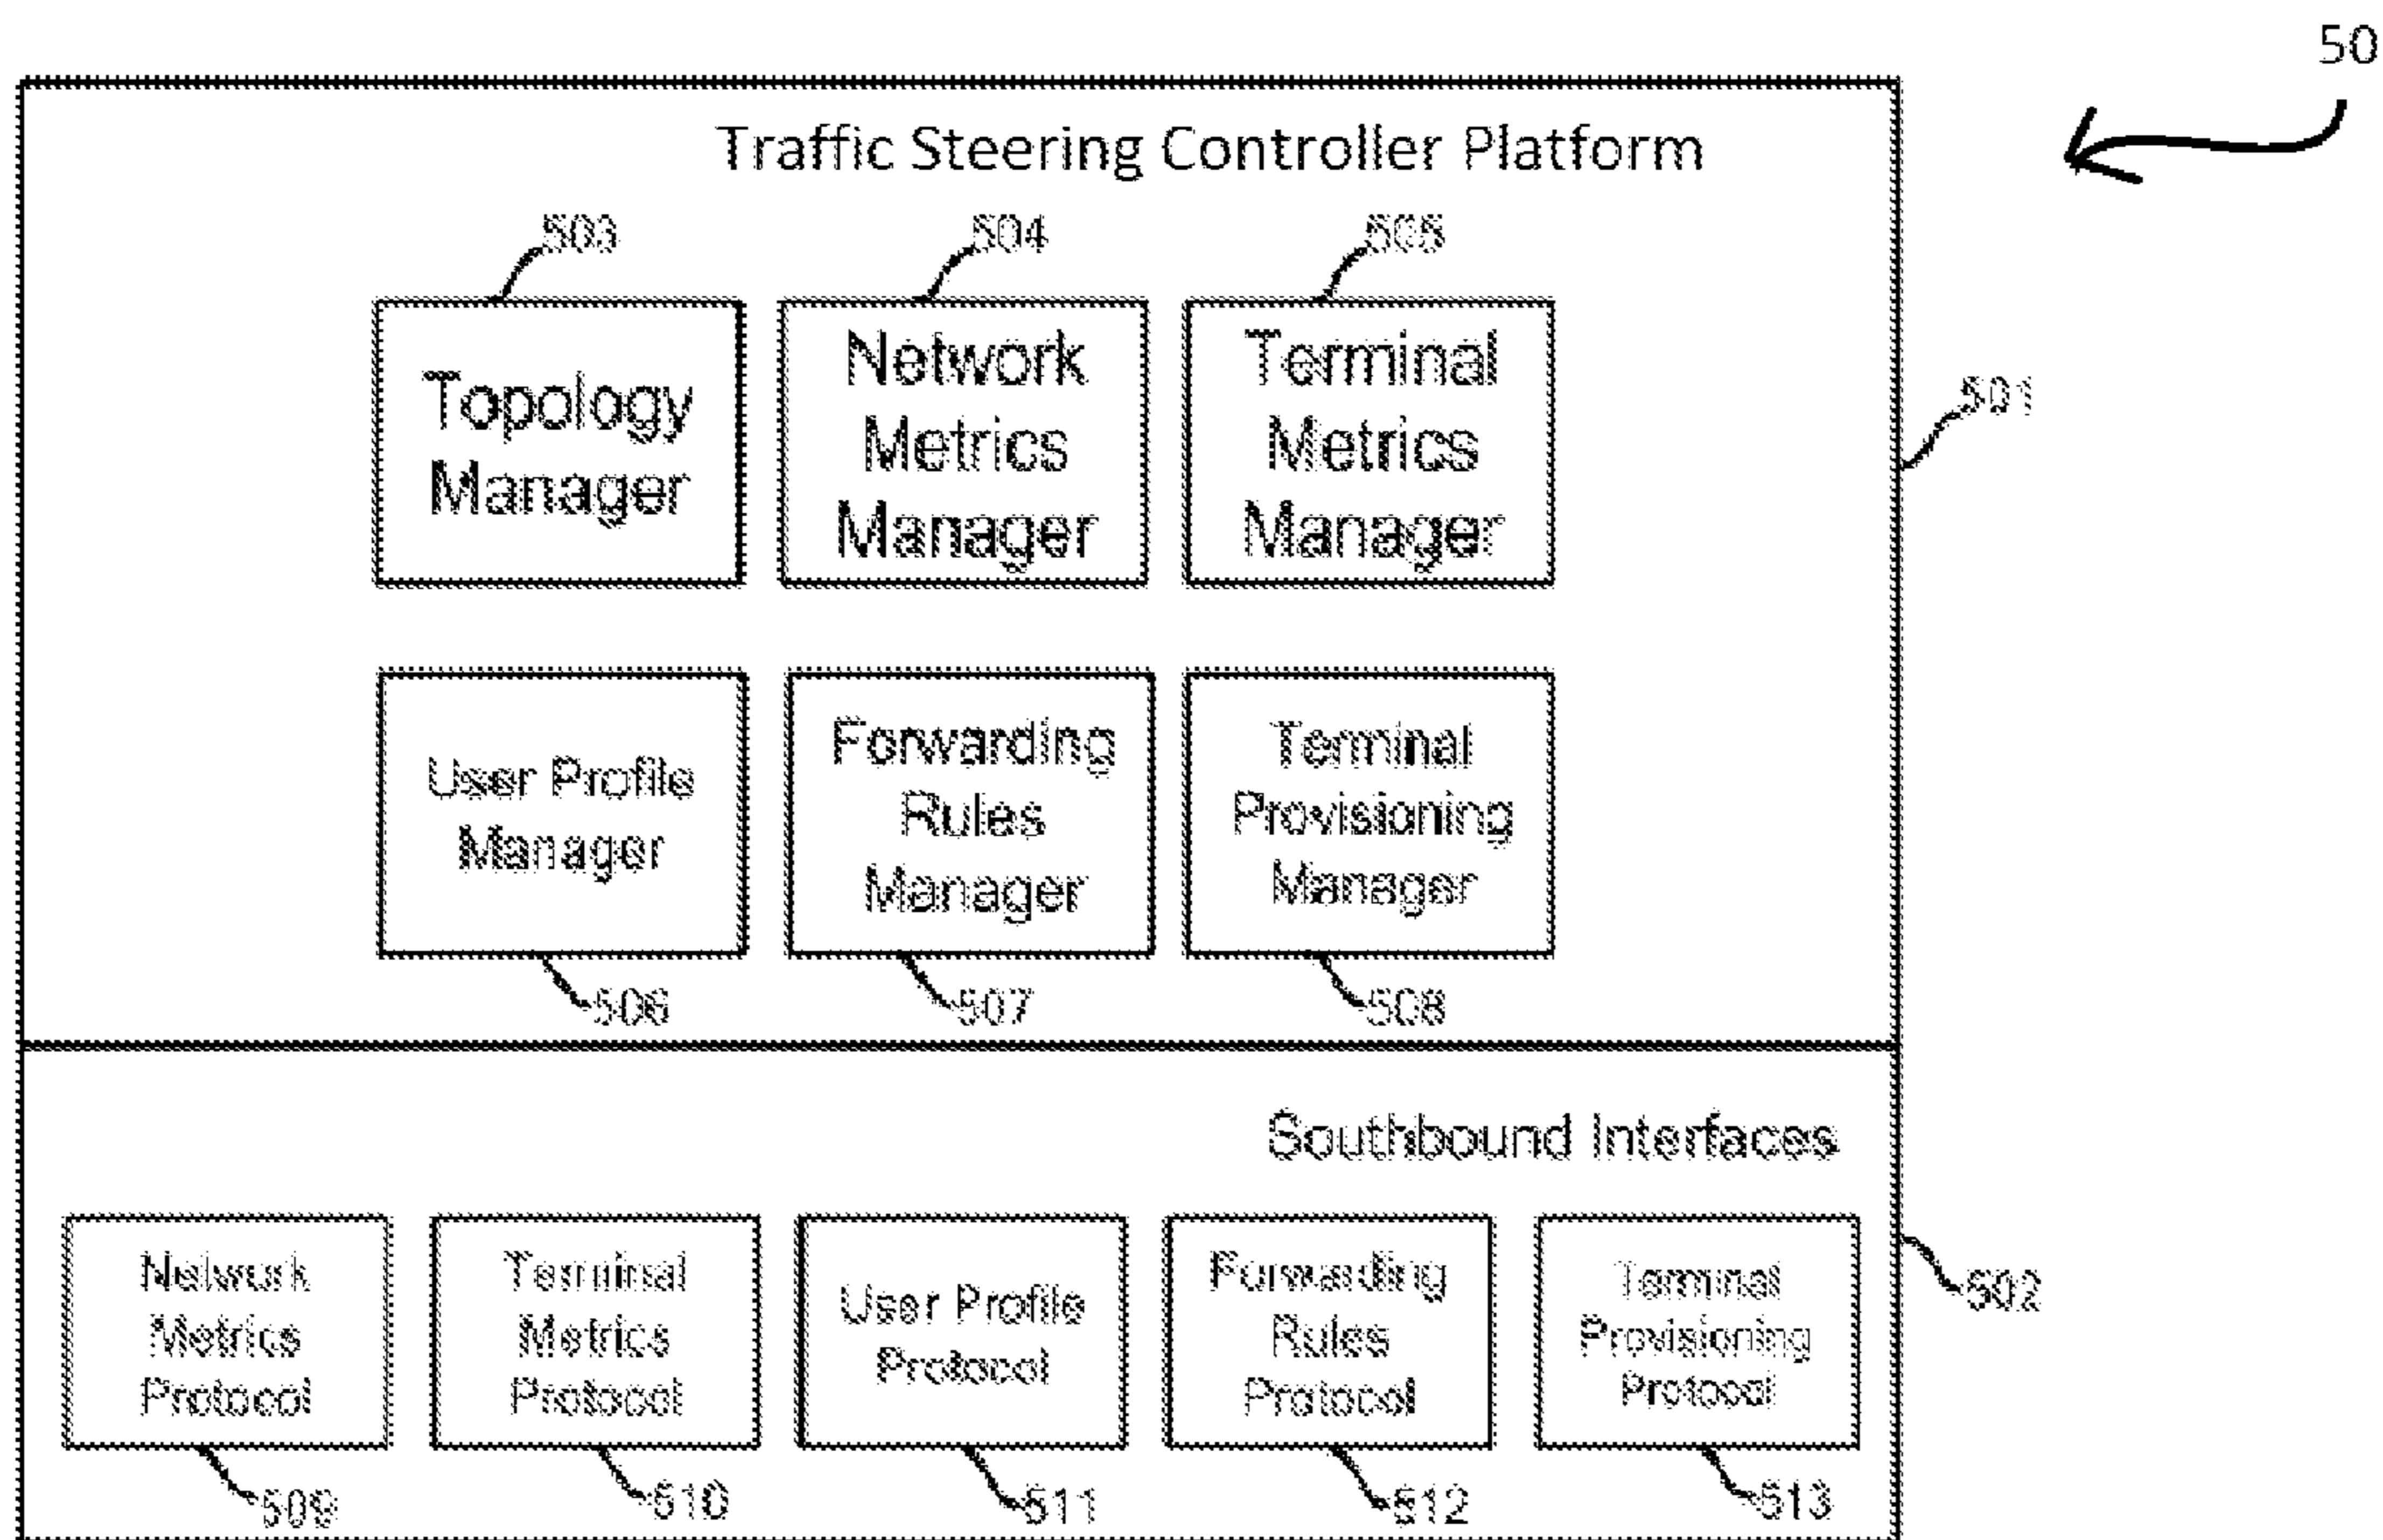 50
Traffic Steering Controller Platform
503
504
505
Topology
Manager
Network
Metrics
Manager
Terminal
Metrics
Manager
501
User Profile
Manager
Forwarding
Rules
Manager
Terminal
Provisioning
Manager
506
507
508
Southbound Interfaces
Network
Metrics
Protocol
Terminal
Metrics
Protocol
User Profile
Protocol
Forwarding
Rules
Protocol
Terminal
Provisioning
Protocol
502
509
510
511
512
513